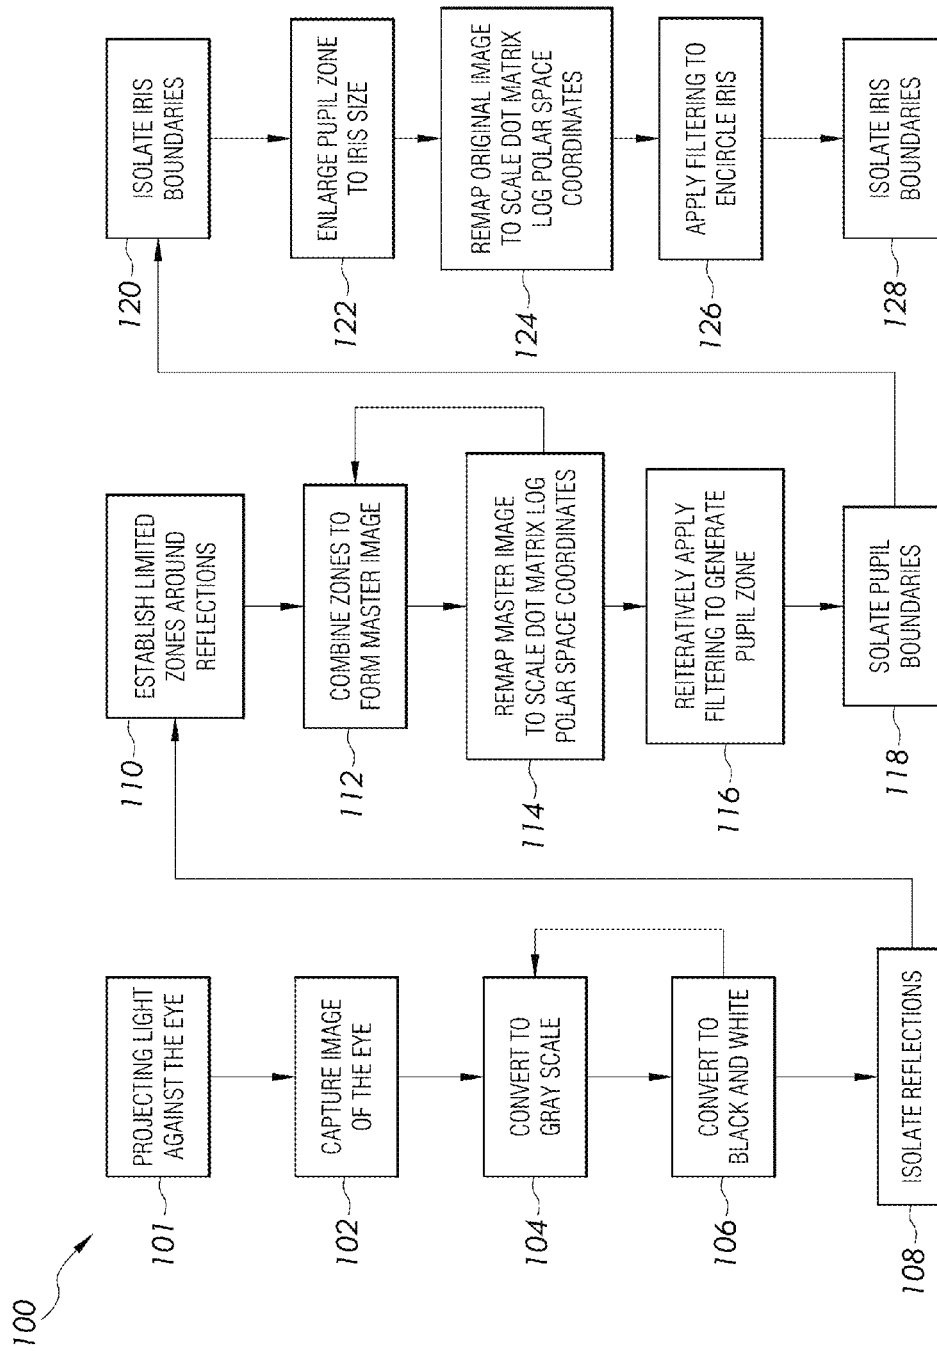 100
101
PROJECTING LIGHT
AGAINST THE EYE
102
CAPTURE IMAGE
OF THE EYE
104
CONVERT TO
GRAY SCALE
106
CONVERT TO
BLACK AND WHITE
108
ISOLATE REFLECTIONS
110
ESTABLISH LIMITED
ZONES AROUND
REFLECTIONS
112
COMBINE ZONES TO
FORM MASTER IMAGE
114
REMAP MASTER IMAGE
TO SCALE DOT MATRIX LOG
POLAR SPACE COORDINATES
116
REITERATIVELY APPLY
FILTERING TO GENERATE
PUPIL ZONE
118
SOLATE PUPIL
BOUNDARIES
120
ISOLATE IRIS
BOUNDARIES
122
ENLARGE PUPIL ZONE
TO IRIS SIZE
124
REMAP ORIGINAL IMAGE
TO SCALE DOT MATRIX
LOG POLAR SPACE
COORDINATES
126
APPLY FILTERING TO
ENCIRCLE IRIS
128
ISOLATE IRIS
BOUNDARIES